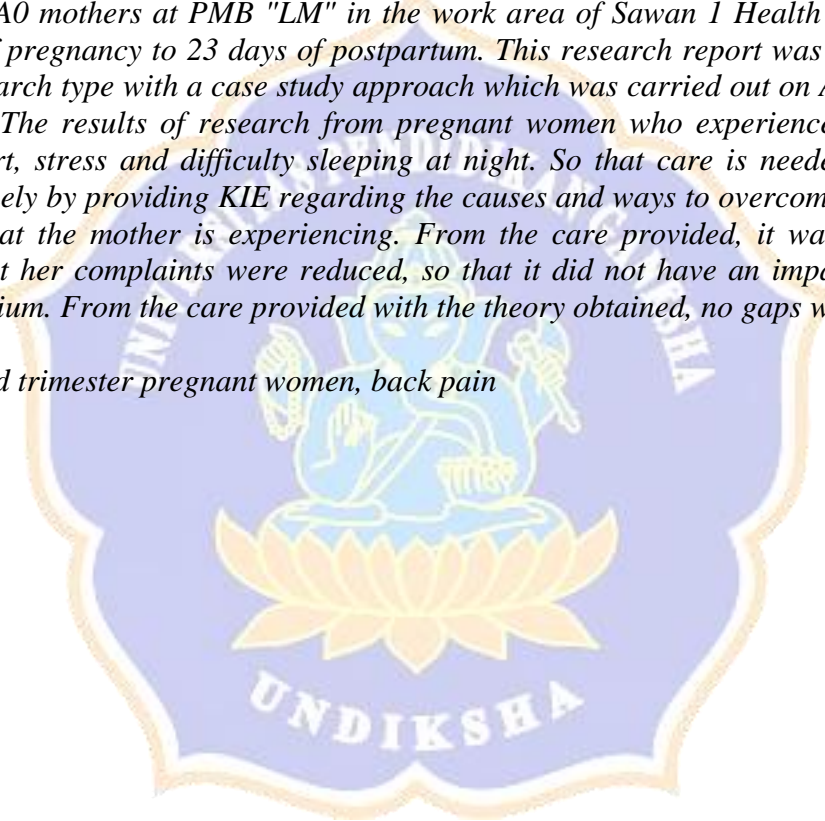 A0 mothers at PMB "LM" in the work area of Sawan 1 Health
f pregnancy to 23 days of postpartum. This research report was
arch type with a case study approach which was carried out on A
The results of research from pregnant women who experience
rt, stress and difficulty sleeping at night. So that care is neede
ely by providing KIE regarding the causes and ways to overcom
at the mother is experiencing. From the care provided, it wa
t her complaints were reduced, so that it did not have an impa
ium. From the care provided with the theory obtained, no gaps w
d trimester pregnant women, back pain
UNIVERSITAS PENDIDIKAN GANESHA
UNDIKSHA